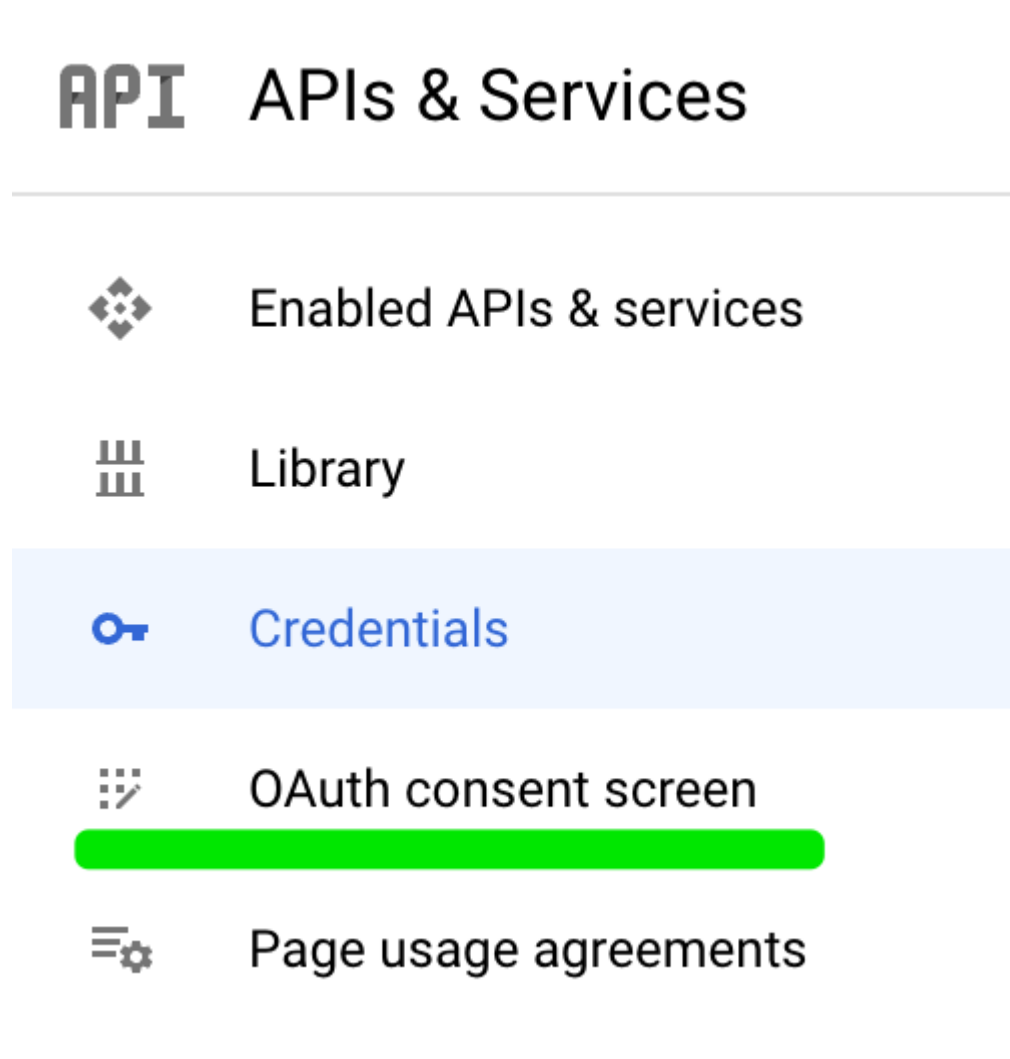 API APIs & Services
Enabled APIs & services
Library
Credentials
OAuth consent screen
Page usage agreements